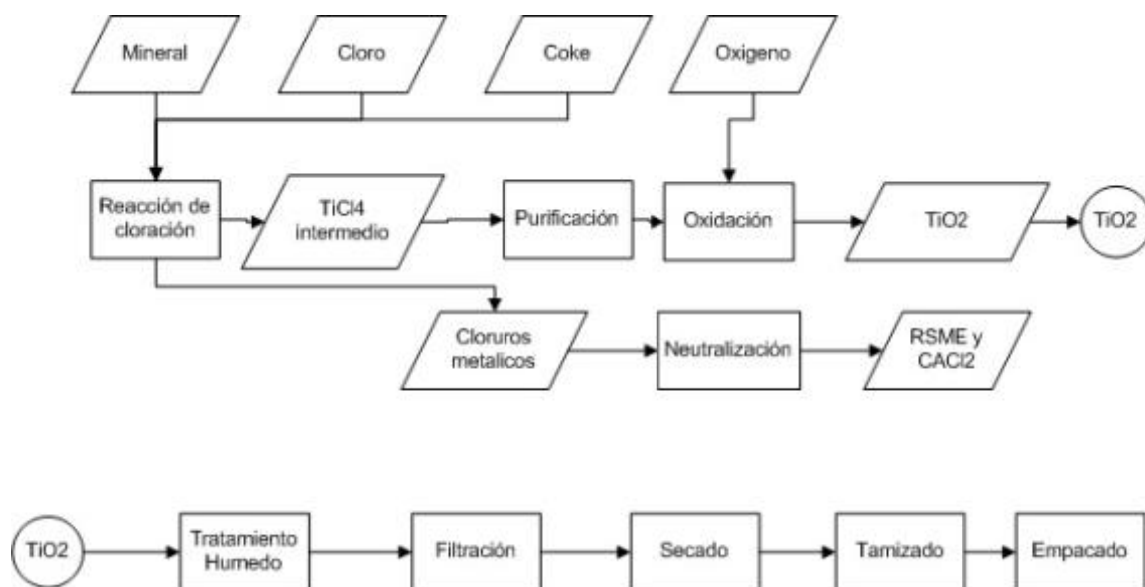 Mineral
Cloro
Coke
Oxigeno
Reacción de
cloración
TiCl4
intermedio
Purificación
Oxidación
TiO2
TiO2
Cloruros
metalicos
Neutralización
RSME y
CACl2
TiO2
Tratamiento
Humedo
Filtración
Secado
Tamizado
Empacado